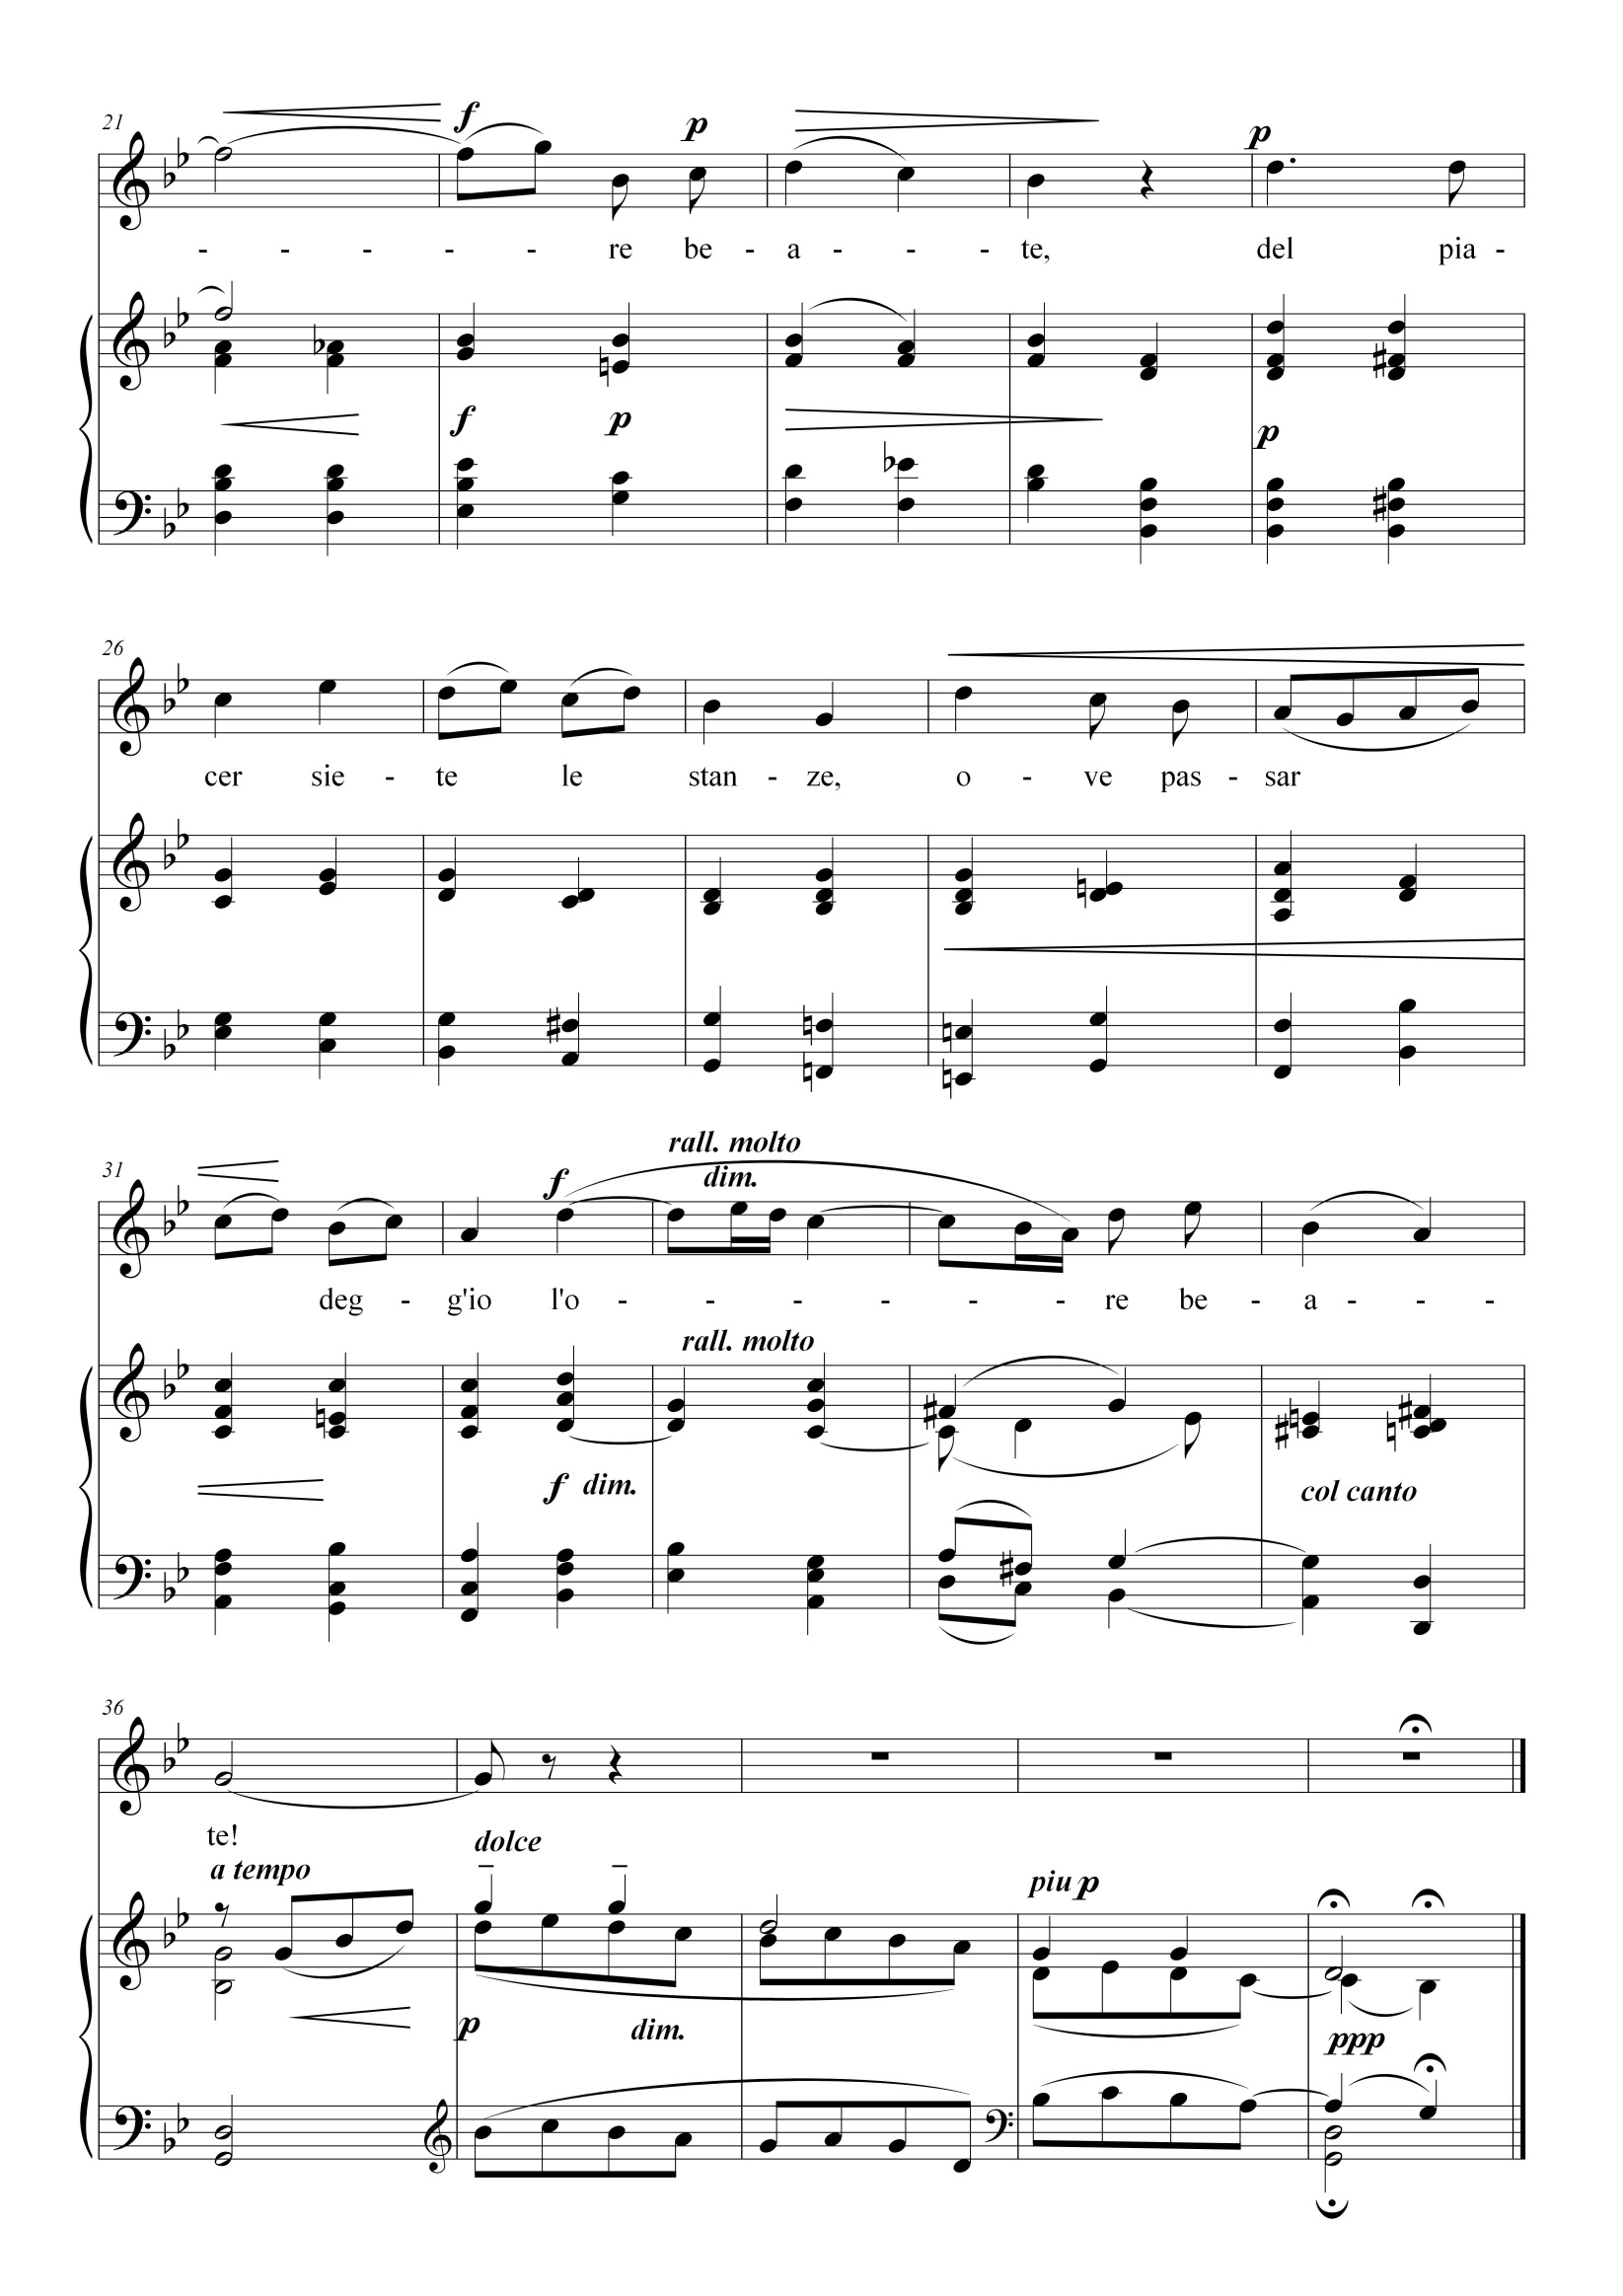 21
f p p
- - - - - re be - a - - te, del pia -
f p p
26
cer sie - te le stan - ze, o - ve pas - sar
31
rall. molto
f dim.
deg - g'io l'o - - - - - - re be - a - - -
rall. molto
f dim. col canto
36
te!
a tempo dolce piu p
p dim. ppp